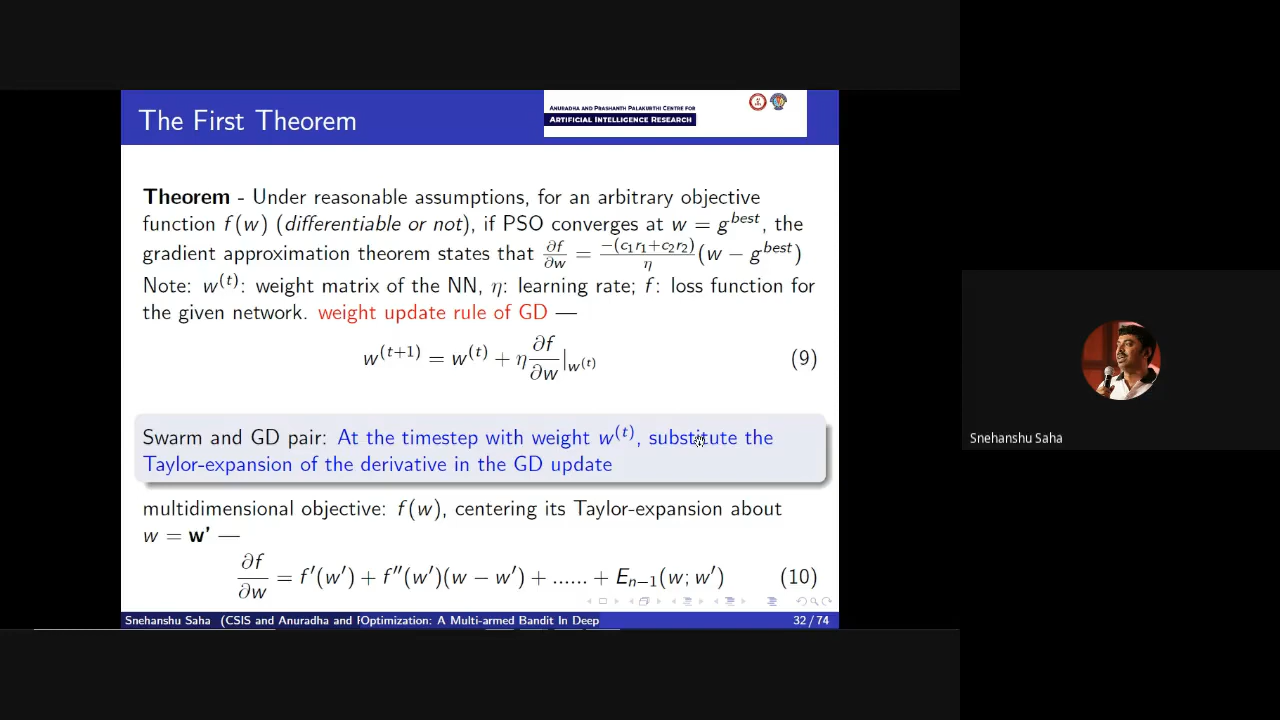 The First Theorem
ANURADHA AND PRASHANTH PALAKURTHI CENTRE FOR
ARTIFICIAL INTELLIGENCE RESEARCH
Theorem - Under reasonable assumptions, for an arbitrary objective
function f(w) (differentiable or not), if PSO converges at w = g^{best}, the
gradient approximation theorem states that ∂f/∂w = −(c₁r₁+c₂r₂)/η (w − g^{best})
Note: w^{(t)}: weight matrix of the NN, η: learning rate; f: loss function for
the given network. weight update rule of GD —
w^{(t+1)} = w^{(t)} + η ∂f/∂w |_{w^{(t)}} (9)
Swarm and GD pair: At the timestep with weight w^{(t)}, substitute the
Taylor-expansion of the derivative in the GD update
multidimensional objective: f(w), centering its Taylor-expansion about
w = w' —
∂f/∂w = f′(w′) + f″(w′)(w − w′) + ...... + E_{n−1}(w; w′) (10)
Snehanshu Saha (CSIS and Anuradha and POptimization: A Multi-armed Bandit In Deep 32 / 74
Snehanshu Saha